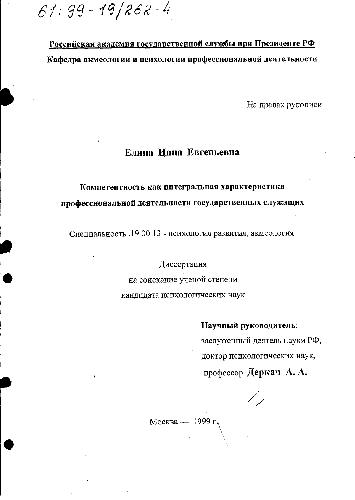 61:99-19/262-4
Российская академия государственной службы при Президенте РФ
Кафедра акмеологии и психологии профессиональной деятельности
На правах рукописи
Елина Инна Евгеньевна
Компетентность как интегральная характеристика
профессиональной деятельности государственных служащих
Специальность 19.00.13 - психология развития, акмеология
Диссертация
на соискание ученой степени
кандидата психологических наук
Научный руководитель:
заслуженный деятель науки РФ,
доктор психологических наук,
профессор Деркач А. А.
Москва — 1999 г.